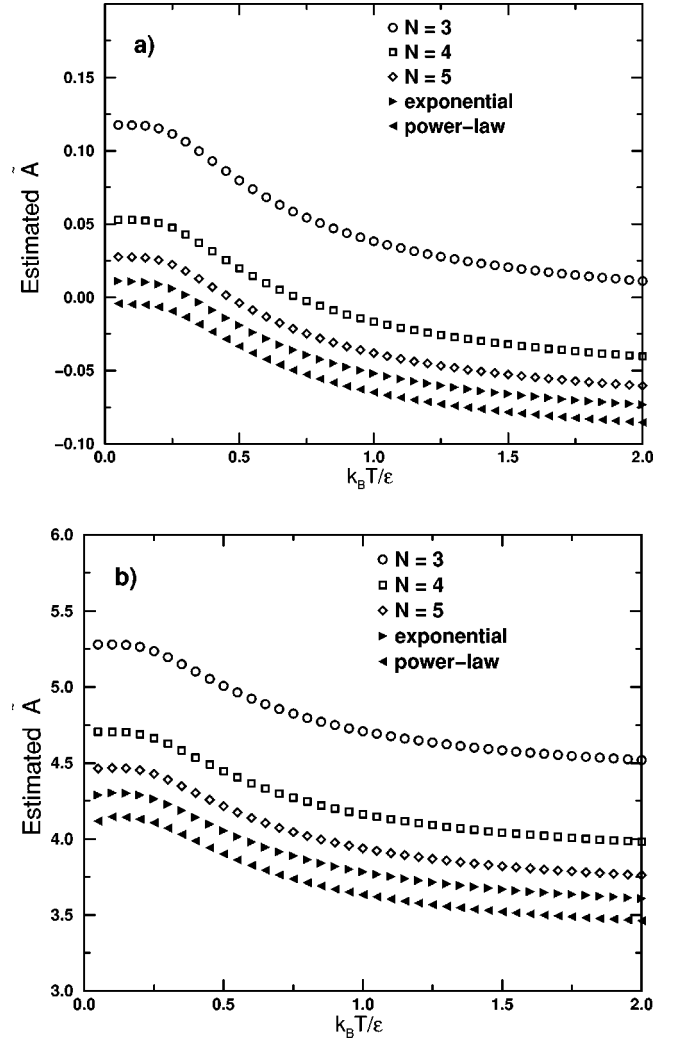 a)
N = 3
N = 4
N = 5
exponential
power−law
0.15
0.10
0.05
0.00
−0.05
−0.10
Estimated Ã
0.0 0.5 1.0 1.5 2.0
k_B T/ε
b)
N = 3
N = 4
N = 5
exponential
power−law
6.0
5.5
5.0
4.5
4.0
3.5
3.0
Estimated Ã
0.0 0.5 1.0 1.5 2.0
k_B T/ε